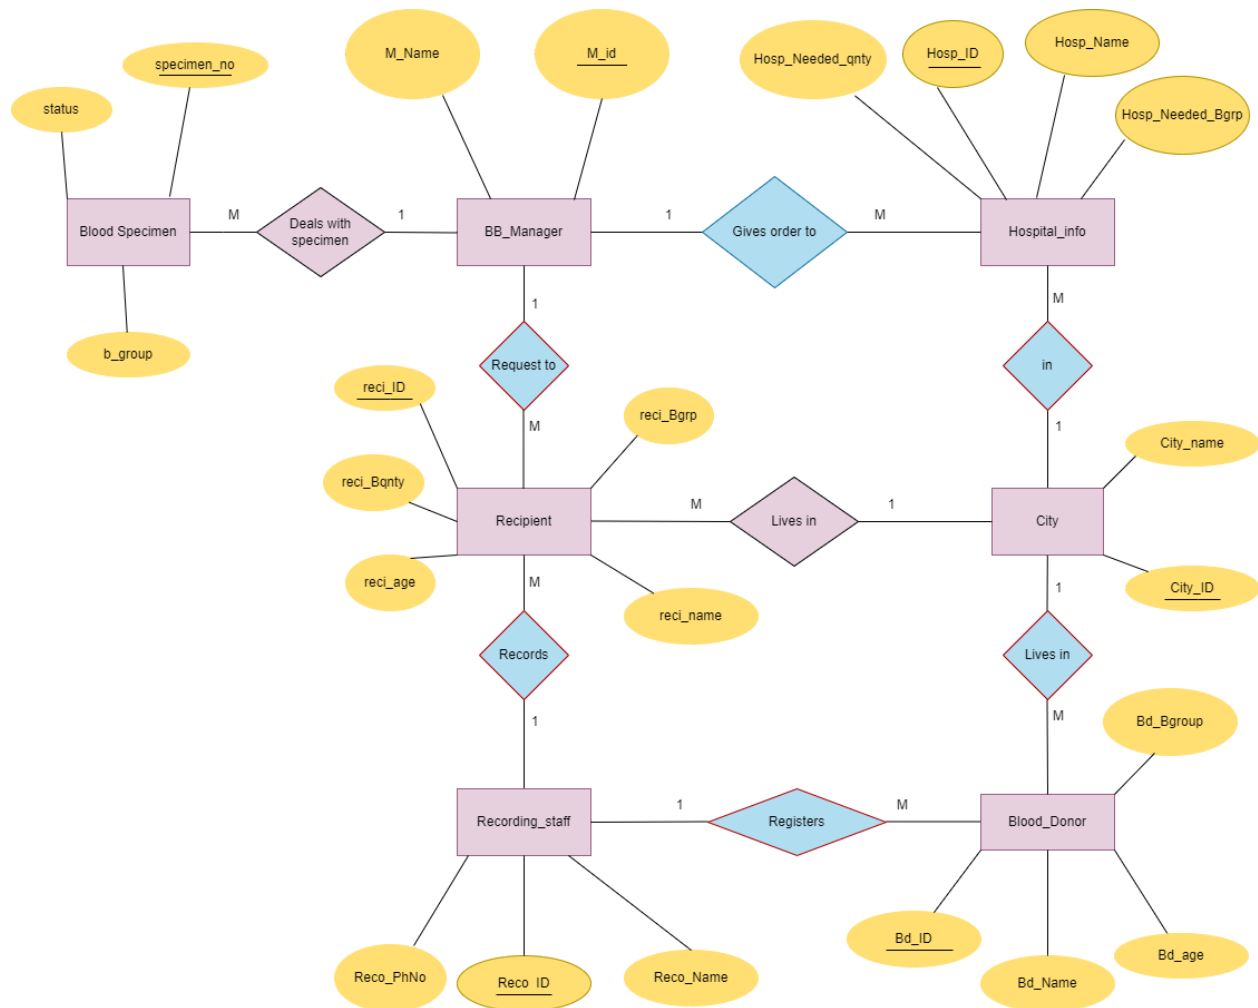 specimen_no
status
M_Name
M_id
Hosp_Needed_qnty
Hosp_ID
Hosp_Name
Hosp_Needed_Bgrp
Blood Specimen
M
Deals with
specimen
1
BB_Manager
1
Gives order to
M
Hospital_info
b_group
1
Request to
M
M
in
1
reci_ID
reci_Bgrp
reci_Bqnty
reci_age
reci_name
Recipient
M
Lives in
1
City
City_name
City_ID
M
Records
1
1
Lives in
M
Bd_Bgroup
Recording_staff
1
Registers
M
Blood_Donor
Reco_PhNo
Reco_ID
Reco_Name
Bd_ID
Bd_Name
Bd_age